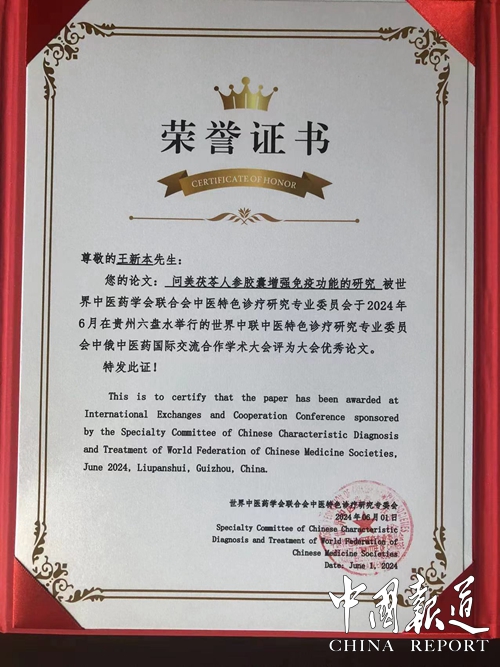 荣誉证书
CERTIFICATE OF HONOR
尊敬的王新本先生：
您的论文：问美茯苓人参胶囊增强免疫功能的研究 被世
界中医药学会联合会中医特色诊疗研究专业委员会于2024年
6月在贵州六盘水举行的世界中联中医特色诊疗研究专业委员
会中俄中医药国际交流合作学术大会评为大会优秀论文。
特发此证！
This is to certify that the paper has been awarded at
International Exchanges and Cooperation Conference sponsored
by the Specialty Committee of Chinese Characteristic Diagnosis
and Treatment of World Federation of Chinese Medicine Societies,
June 2024, Liupanshui, Guizhou, China.
世界中医药学会联合会中医特色诊疗研究专委会
2024年06月01日
Specialty Committee of Chinese Characteristic
Diagnosis and Treatment of World Federation of
Chinese Medicine Societies
Date: June 1, 2024
中国报道
CHINA REPORT